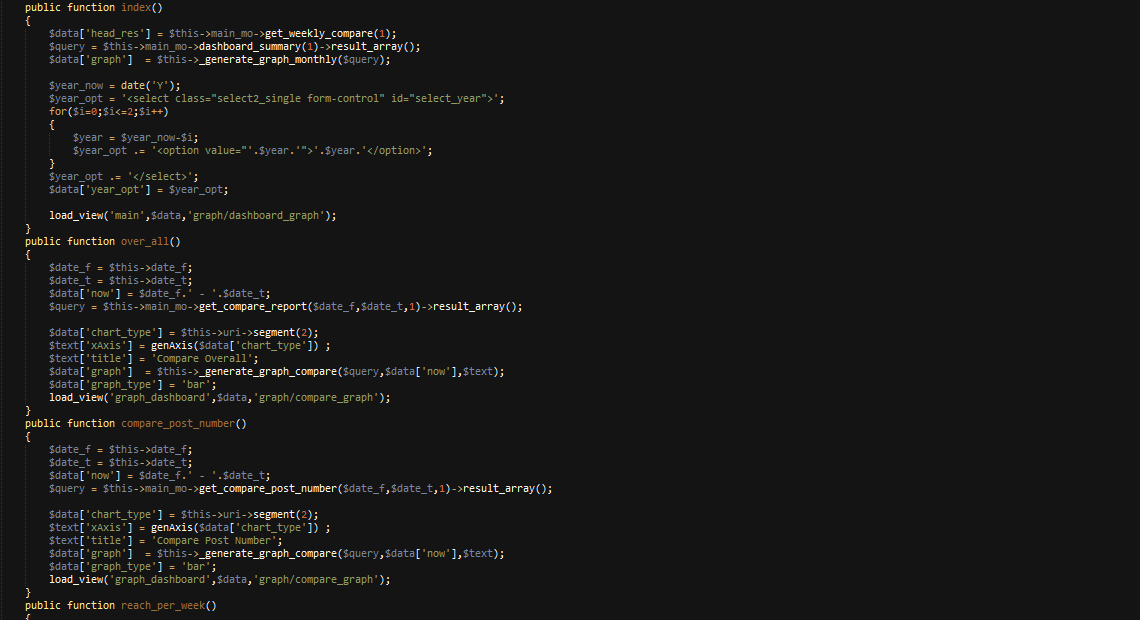 public function index()
{
    $data['head_res'] = $this->main_mo->get_weekly_compare(1);
    $query = $this->main_mo->dashboard_summary(1)->result_array();
    $data['graph']  = $this->_generate_graph_monthly($query);

    $year_now = date('Y');
    $year_opt = '<select class="select2_single form-control" id="select_year">';
    for($i=0;$i<=2;$i++)
    {
        $year = $year_now-$i;
        $year_opt .= '<option value="'.$year.'">'.$year.'</option>';
    }
    $year_opt .= '</select>';
    $data['year_opt'] = $year_opt;

    load_view('main',$data,'graph/dashboard_graph');
}
public function over_all()
{
    $date_f = $this->date_f;
    $date_t = $this->date_t;
    $data['now'] = $date_f.' - '.$date_t;
    $query = $this->main_mo->get_compare_report($date_f,$date_t,1)->result_array();

    $data['chart_type'] = $this->uri->segment(2);
    $text['xAxis'] = genAxis($data['chart_type']) ;
    $text['title'] = 'Compare Overall';
    $data['graph']  = $this->_generate_graph_compare($query,$data['now'],$text);
    $data['graph_type'] = 'bar';
    load_view('graph_dashboard',$data,'graph/compare_graph');
}
public function compare_post_number()
{
    $date_f = $this->date_f;
    $date_t = $this->date_t;
    $data['now'] = $date_f.' - '.$date_t;
    $query = $this->main_mo->get_compare_post_number($date_f,$date_t,1)->result_array();

    $data['chart_type'] = $this->uri->segment(2);
    $text['xAxis'] = genAxis($data['chart_type']) ;
    $text['title'] = 'Compare Post Number';
    $data['graph']  = $this->_generate_graph_compare($query,$data['now'],$text);
    $data['graph_type'] = 'bar';
    load_view('graph_dashboard',$data,'graph/compare_graph');
}
public function reach_per_week()
{